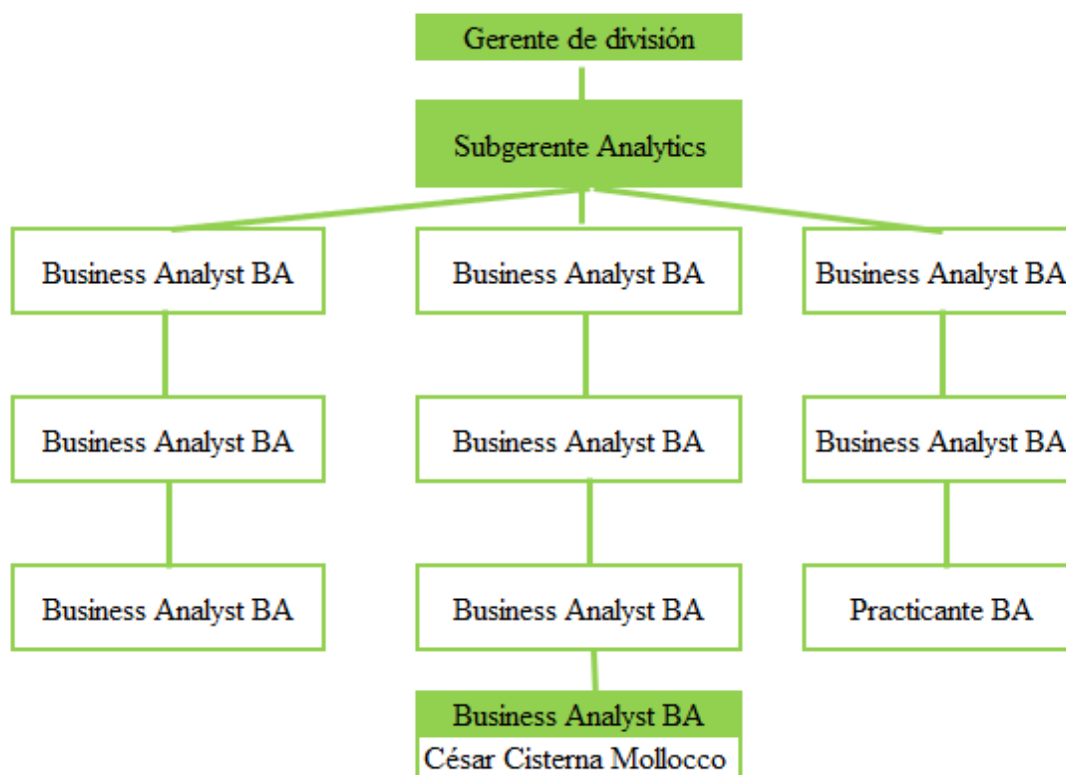 Gerente de división
Subgerente Analytics
Business Analyst BA
Business Analyst BA
Business Analyst BA
Business Analyst BA
Business Analyst BA
Business Analyst BA
Business Analyst BA
Business Analyst BA
Practicante BA
Business Analyst BA
César Cisterna Mollocco